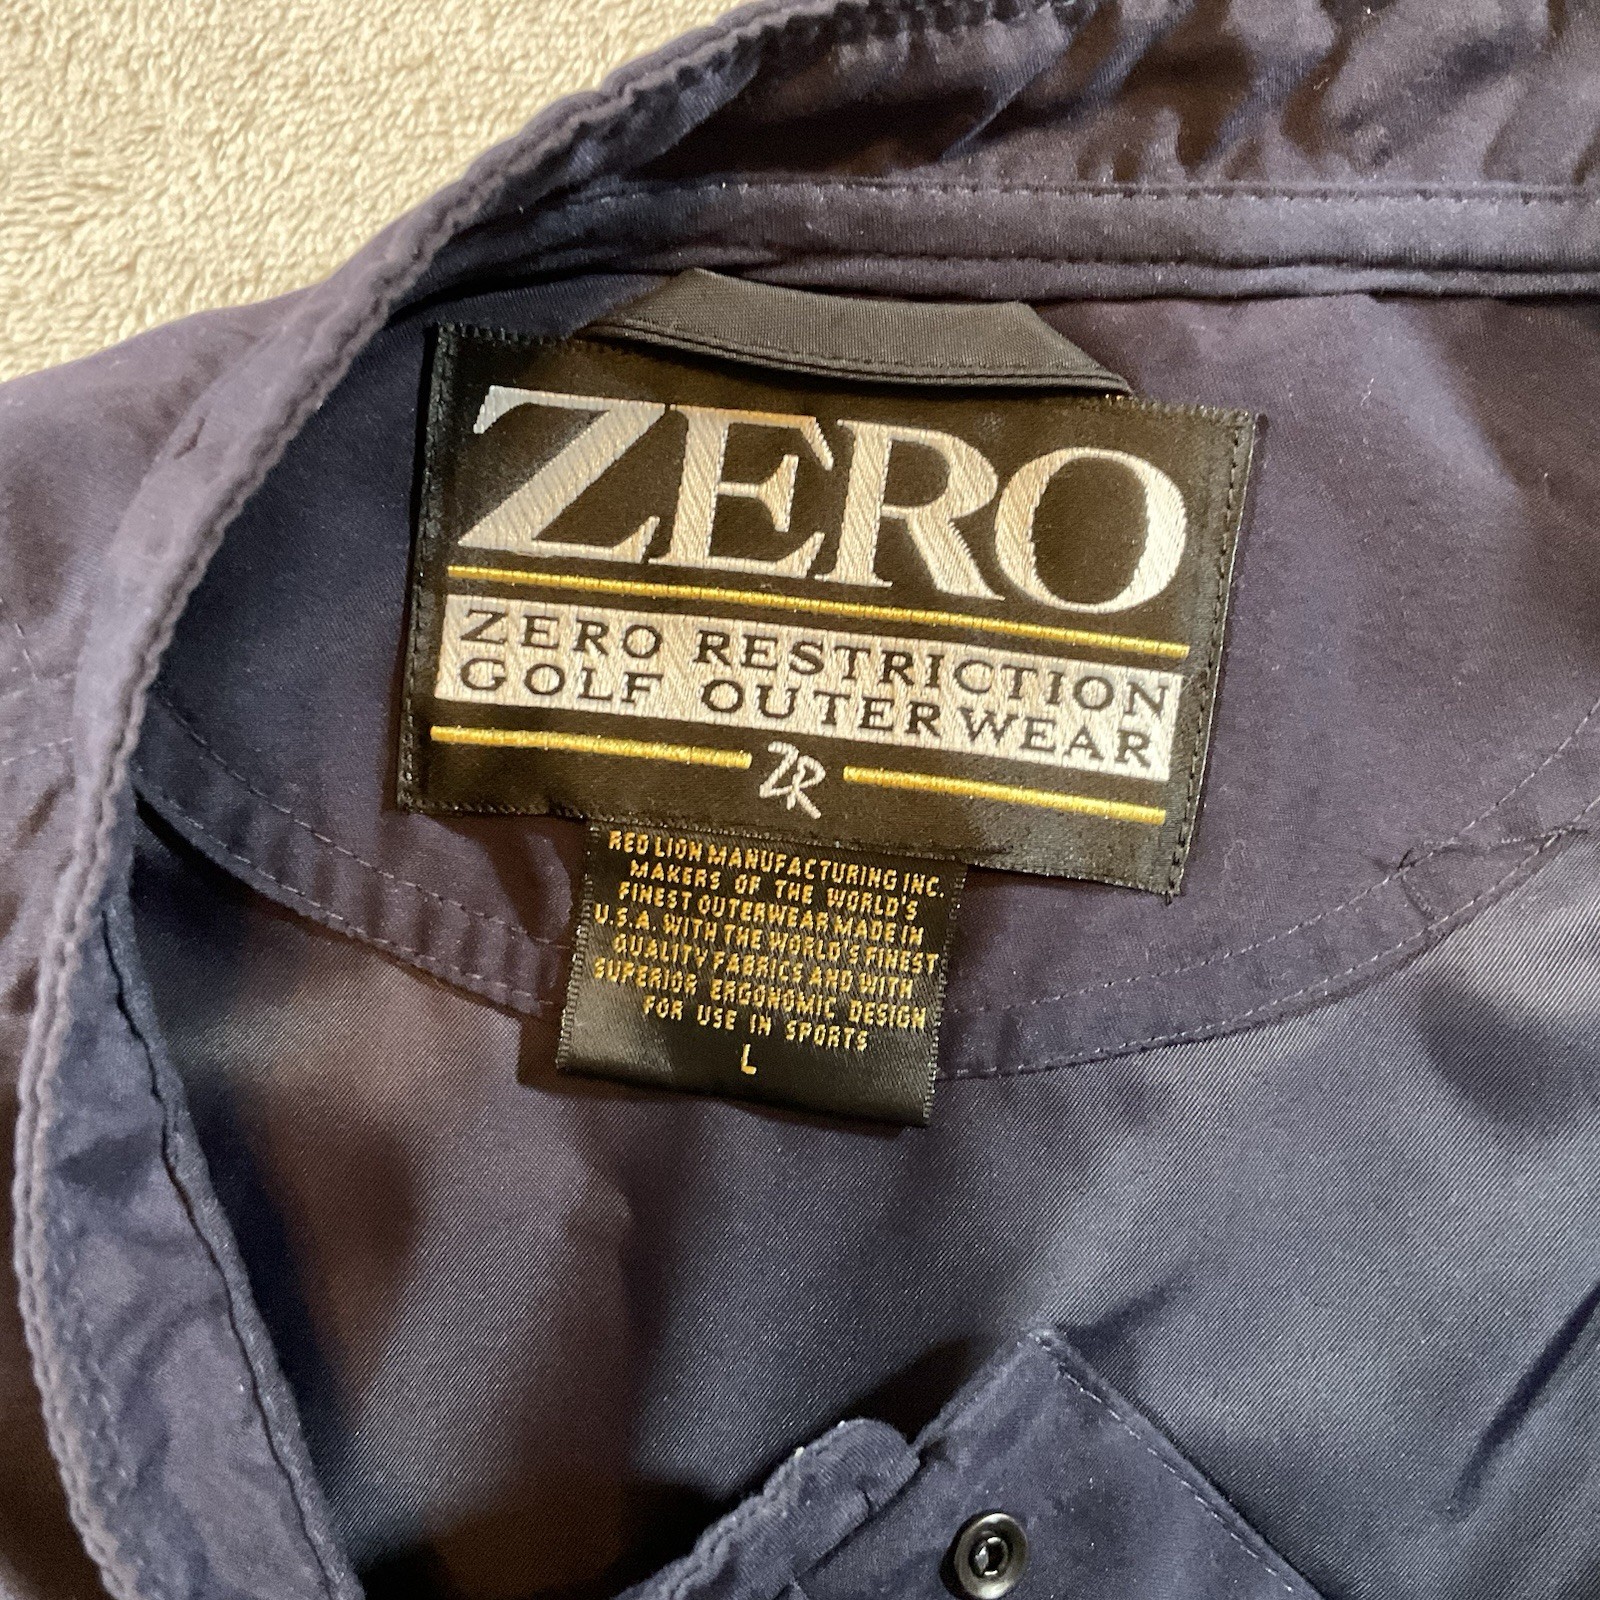 ZERO
ZERO RESTRICTION
GOLF OUTERWEAR
ZR
RED LION MANUFACTURING INC.
MAKERS OF THE WORLD'S
FINEST OUTERWEAR MADE IN
U.S.A. WITH THE WORLD'S FINEST
QUALITY FABRICS AND WITH
SUPERIOR ERGONOMIC DESIGN
FOR USE IN SPORTS
L